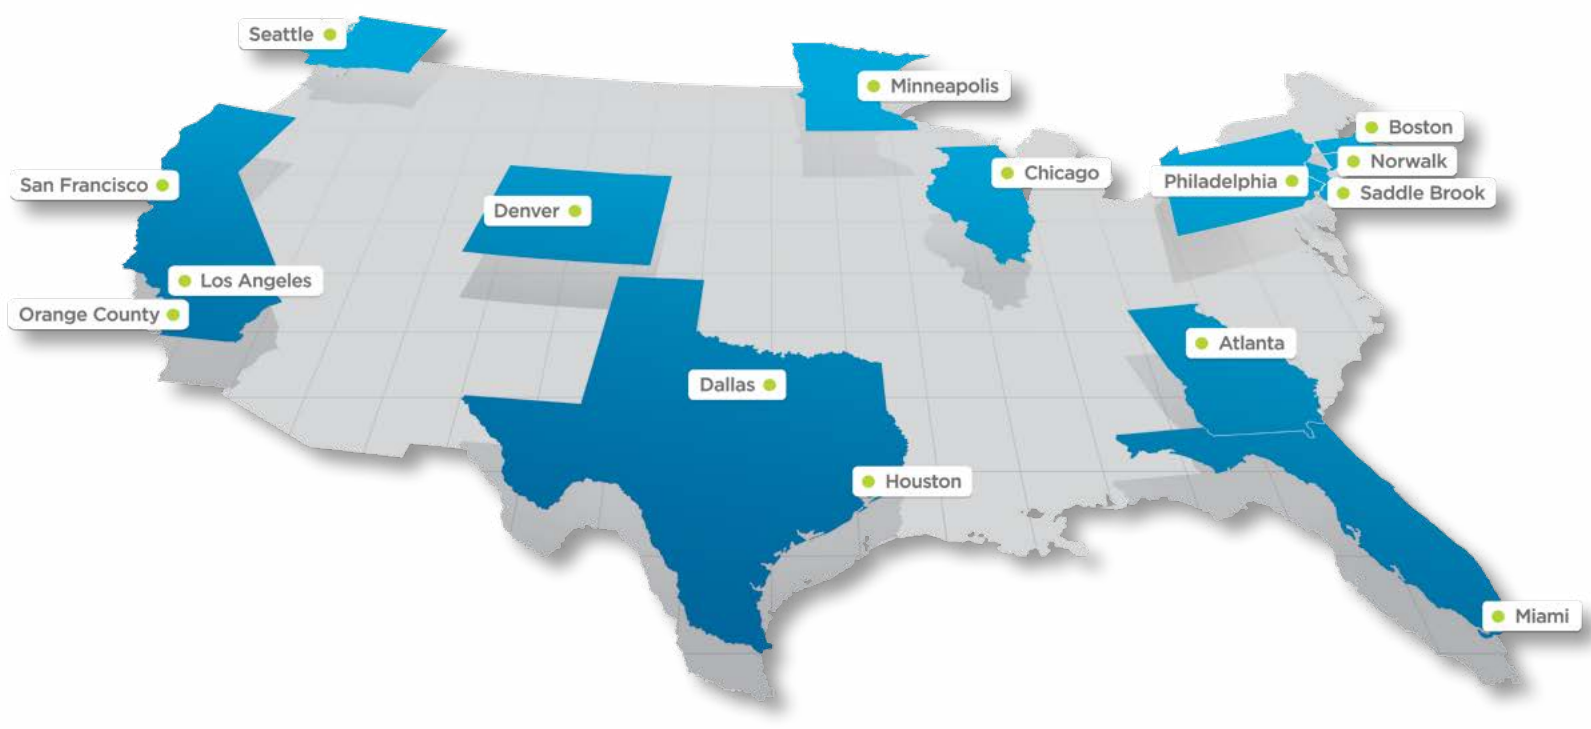 Seattle
Minneapolis
Boston
Norwalk
Chicago
Philadelphia
San Francisco
Saddle Brook
Denver
Los Angeles
Orange County
Atlanta
Dallas
Houston
Miami